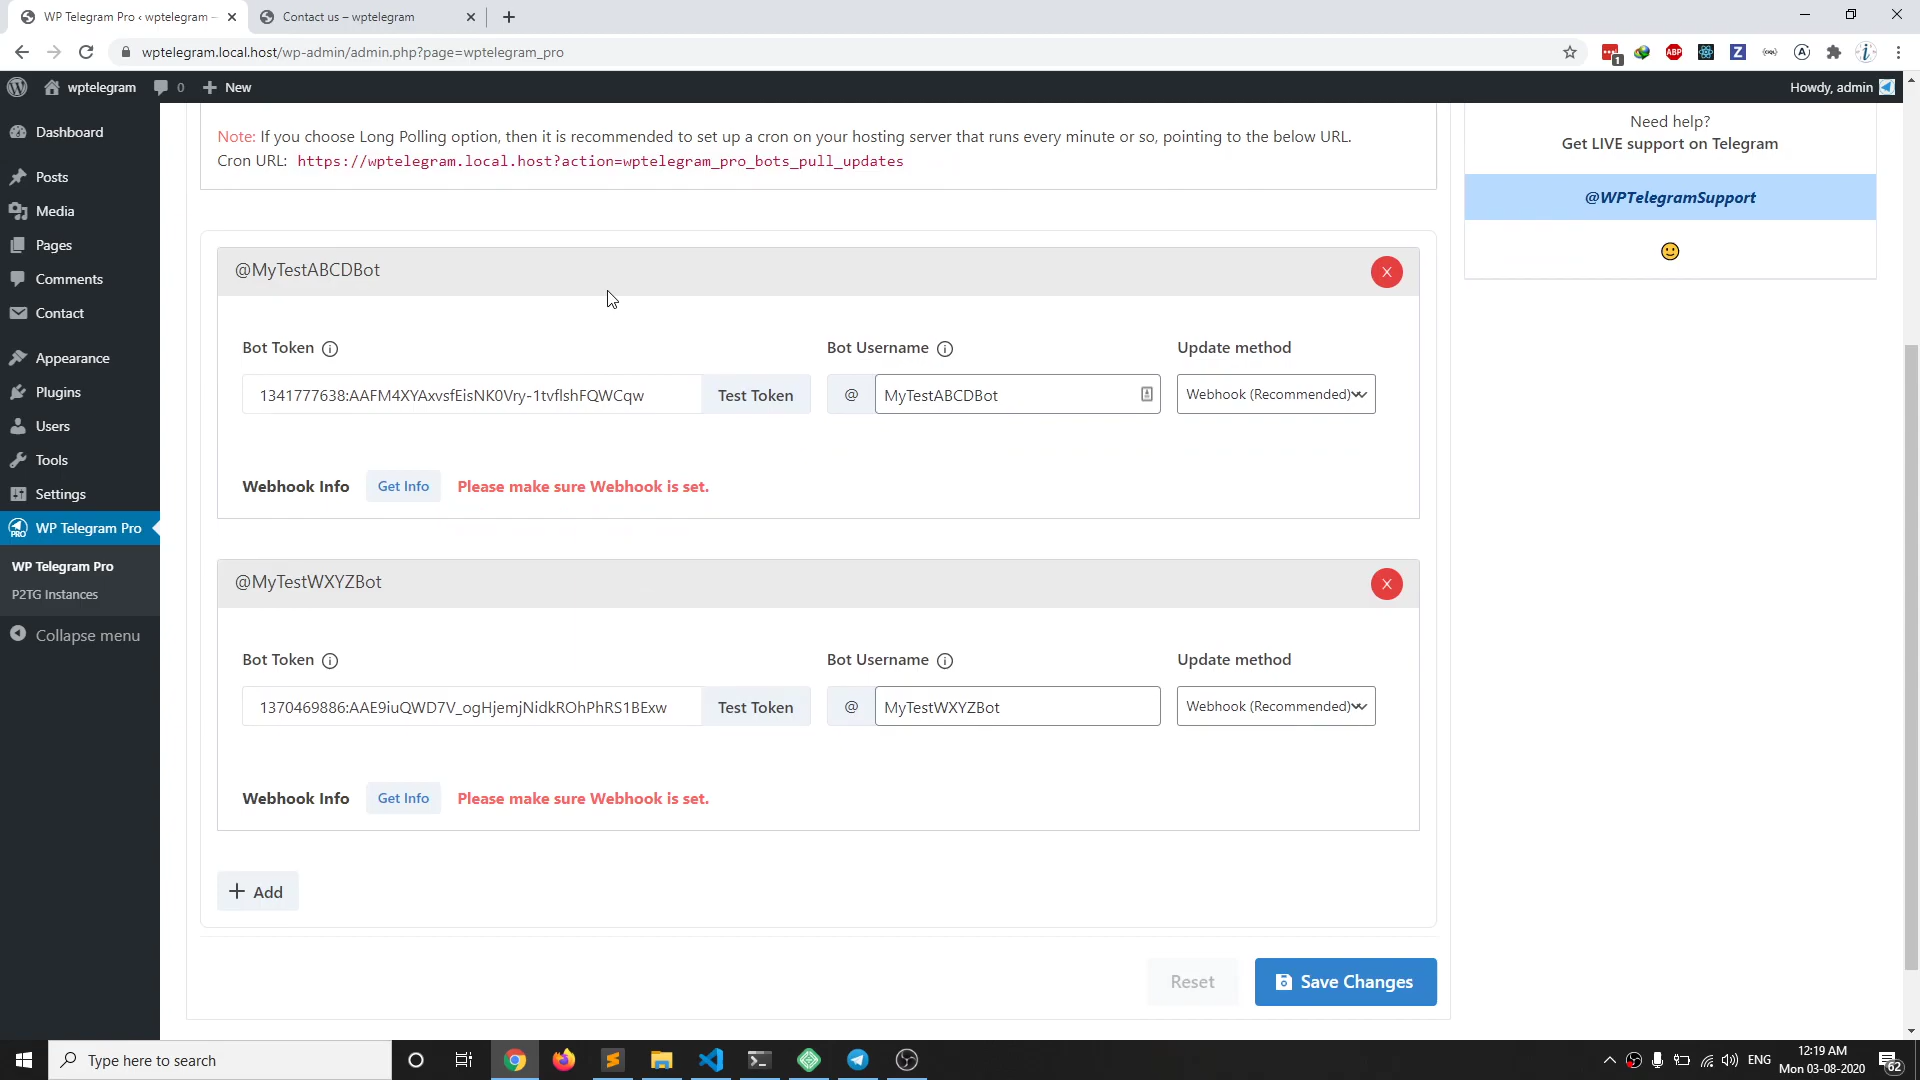 WP Telegram Pro ‹ wptelegram —
Contact us – wptelegram
wptelegram.local.host/wp-admin/admin.php?page=wptelegram_pro
1
ABP
Z
A
wptelegram
0
New
Howdy, admin
Dashboard
Posts
Media
Pages
Comments
Contact
Appearance
Plugins
Users
Tools
Settings
WP Telegram Pro
PRO
WP Telegram Pro
P2TG Instances
Collapse menu
Note: If you choose Long Polling option, then it is recommended to set up a cron on your hosting server that runs every minute or so, pointing to the below URL.
Cron URL: https://wptelegram.local.host?action=wptelegram_pro_bots_pull_updates
@MyTestABCDBot
X
Bot Token
Bot Username
Update method
1341777638:AAFM4XYAxvsfEisNK0Vry-1tvflshFQWCqw
Test Token
@
MyTestABCDBot
Webhook (Recommended)
Webhook Info
Get Info
Please make sure Webhook is set.
@MyTestWXYZBot
X
Bot Token
Bot Username
Update method
1370469886:AAE9iuQWD7V_ogHjemjNidkROhPhRS1BExw
Test Token
@
MyTestWXYZBot
Webhook (Recommended)
Webhook Info
Get Info
Please make sure Webhook is set.
+ Add
Reset
Save Changes
Need help?
Get LIVE support on Telegram
@WPTelegramSupport
Type here to search
ENG
12:19 AM
Mon 03-08-2020
62